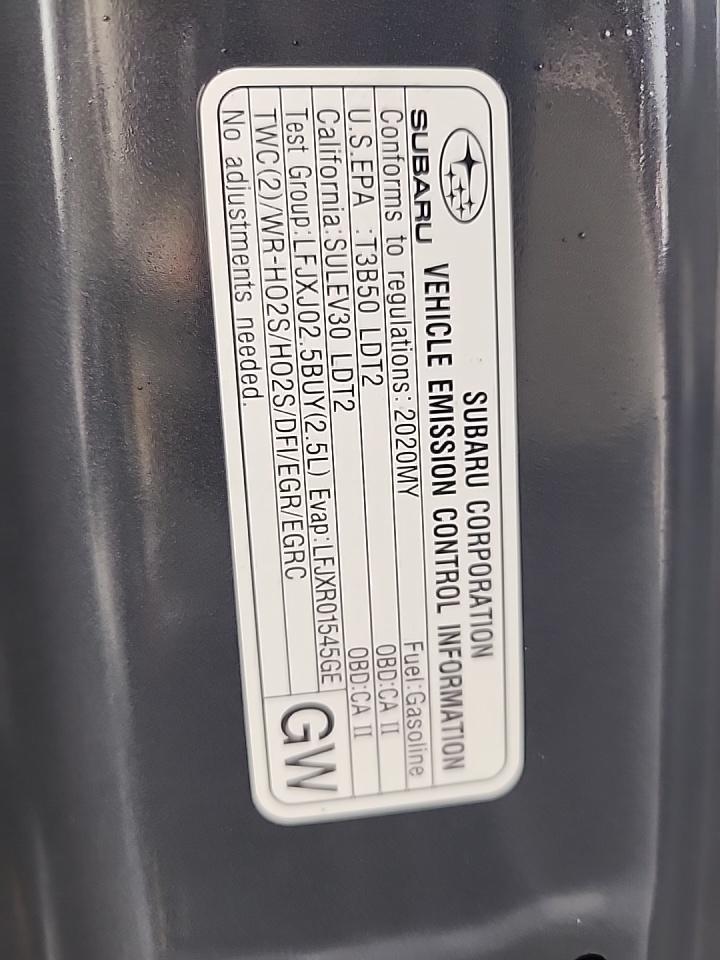 SUBARU CORPORATION
SUBARU VEHICLE EMISSION CONTROL INFORMATION
Conforms to regulations: 2020MY Fuel:Gasoline
U.S.EPA :T3B50 LDT2 OBD:CA II
California:SULEV30 LDT2 OBD:CA II
Test Group:LFJXJ02.5BUY(2.5L) Evap:LFJXR01545GE
TWC(2)/WR-HO2S/HO2S/DFI/EGR/EGRC
No adjustments needed.
GW